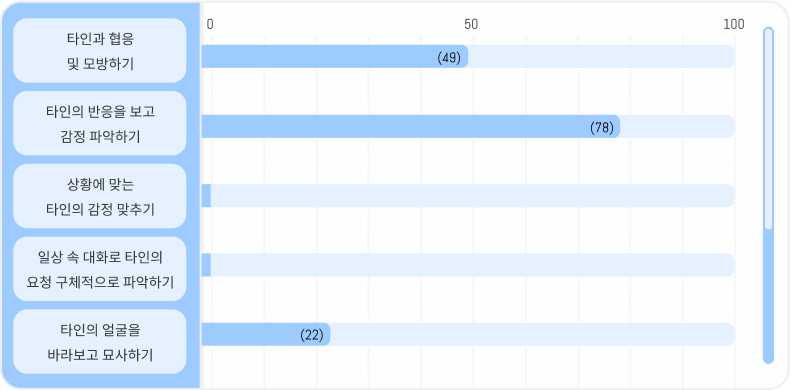 0 50 100
타인과 협응
및 모방하기
(49)
타인의 반응을 보고
감정 파악하기
(78)
상황에 맞는
타인의 감정 맞추기
일상 속 대화로 타인의
요청 구체적으로 파악하기
타인의 얼굴을
바라보고 묘사하기
(22)